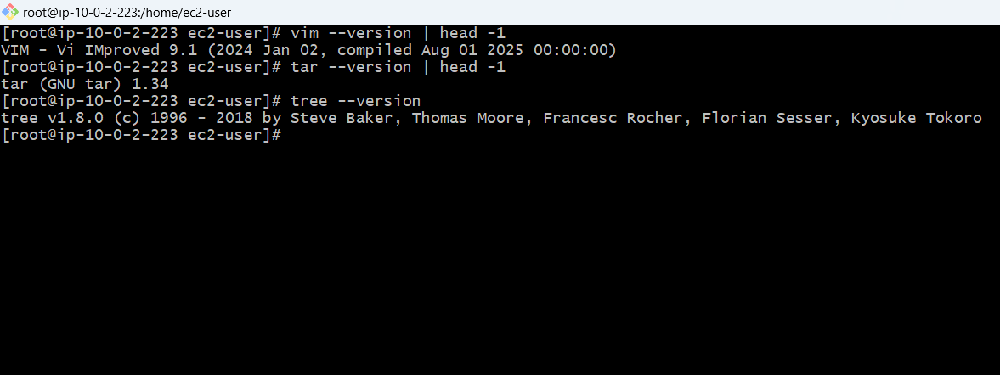 root@ip-10-0-2-223:/home/ec2-user
[root@ip-10-0-2-223 ec2-user]# vim --version | head -1
VIM - Vi IMproved 9.1 (2024 Jan 02, compiled Aug 01 2025 00:00:00)
[root@ip-10-0-2-223 ec2-user]# tar --version | head -1
tar (GNU tar) 1.34
[root@ip-10-0-2-223 ec2-user]# tree --version
tree v1.8.0 (c) 1996 - 2018 by Steve Baker, Thomas Moore, Francesc Rocher, Florian Sesser, Kyosuke Tokoro
[root@ip-10-0-2-223 ec2-user]#